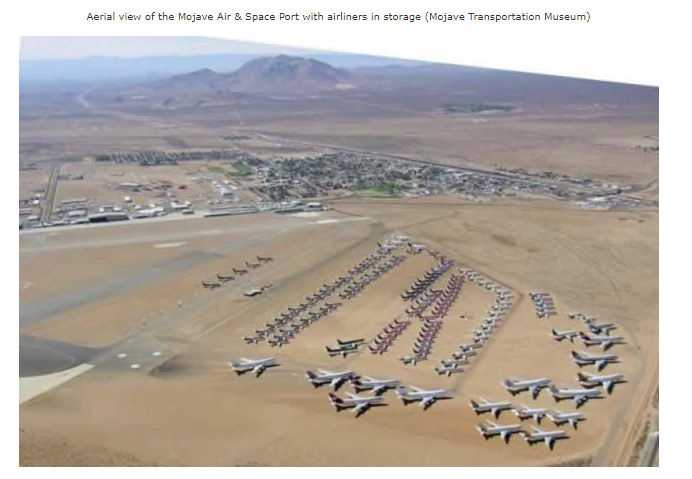 Aerial view of the Mojave Air & Space Port with airliners in storage (Mojave Transportation Museum)